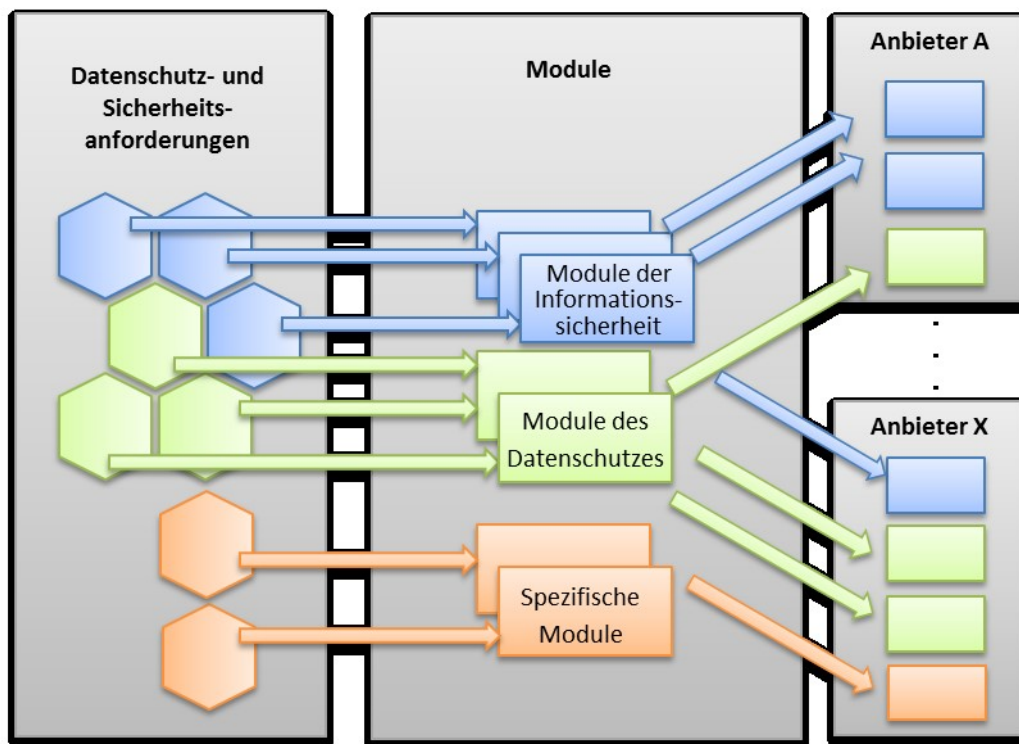 Datenschutz- und
Sicherheits-
anforderungen
Module
Anbieter A
Module der
Informations-
sicherheit
Module des
Datenschutzes
Anbieter X
Spezifische
Module